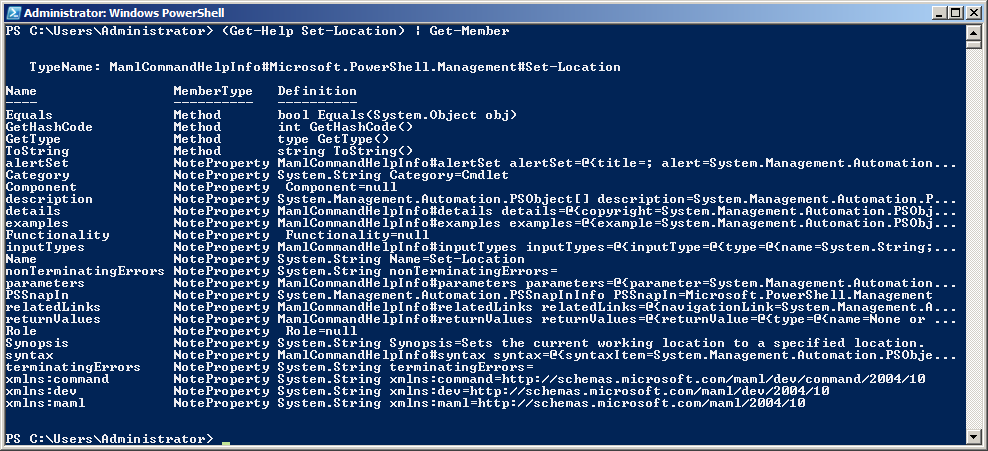 Administrator: Windows PowerShell
PS C:\Users\Administrator> (Get-Help Set-Location) | Get-Member
TypeName: MamlCommandHelpInfo#Microsoft.PowerShell.Management#Set-Location
Name MemberType Definition
---- ---------- ----------
Equals Method bool Equals(System.Object obj)
GetHashCode Method int GetHashCode()
GetType Method type GetType()
ToString Method string ToString()
alertSet NoteProperty MamlCommandHelpInfo#alertSet alertSet=@{title=; alert=System.Management.Automation...
Category NoteProperty System.String Category=Cmdlet
Component NoteProperty Component=null
description NoteProperty System.Management.Automation.PSObject[] description=System.Management.Automation.P...
details NoteProperty MamlCommandHelpInfo#details details=@{copyright=System.Management.Automation.PSObj...
examples NoteProperty MamlCommandHelpInfo#examples examples=@{example=System.Management.Automation.PSObj...
Functionality NoteProperty Functionality=null
inputTypes NoteProperty MamlCommandHelpInfo#inputTypes inputTypes=@{inputType=@{type=@{name=System.String;...
Name NoteProperty System.String Name=Set-Location
nonTerminatingErrors NoteProperty System.String nonTerminatingErrors=
parameters NoteProperty MamlCommandHelpInfo#parameters parameters=@{parameter=System.Management.Automation...
PSSnapIn NoteProperty System.Management.Automation.PSSnapInInfo PSSnapIn=Microsoft.PowerShell.Management
relatedLinks NoteProperty MamlCommandHelpInfo#relatedLinks relatedLinks=@{navigationLink=System.Management.A...
returnValues NoteProperty MamlCommandHelpInfo#returnValues returnValues=@{returnValue=@{type=@{name=None or ...
Role NoteProperty Role=null
Synopsis NoteProperty System.String Synopsis=Sets the current working location to a specified location.
syntax NoteProperty MamlCommandHelpInfo#syntax syntax=@{syntaxItem=System.Management.Automation.PSObje...
terminatingErrors NoteProperty System.String terminatingErrors=
xmlns:command NoteProperty System.String xmlns:command=http://schemas.microsoft.com/maml/dev/command/2004/10
xmlns:dev NoteProperty System.String xmlns:dev=http://schemas.microsoft.com/maml/dev/2004/10
xmlns:maml NoteProperty System.String xmlns:maml=http://schemas.microsoft.com/maml/2004/10
PS C:\Users\Administrator> _